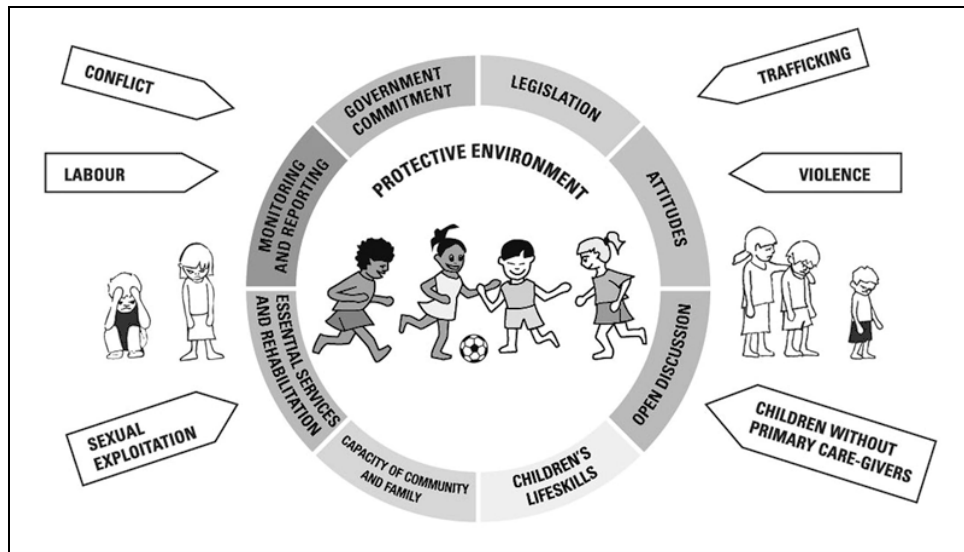 CONFLICT
LABOUR
SEXUAL
EXPLOITATION
GOVERNMENT
COMMITMENT
LEGISLATION
ATTITUDES
OPEN DISCUSSION
CHILDREN'S
LIFESKILLS
CAPACITY OF COMMUNITY
AND FAMILY
ESSENTIAL SERVICES
AND REHABILITATION
MONITORING
AND REPORTING
PROTECTIVE ENVIRONMENT
TRAFFICKING
VIOLENCE
CHILDREN WITHOUT
PRIMARY CARE-GIVERS